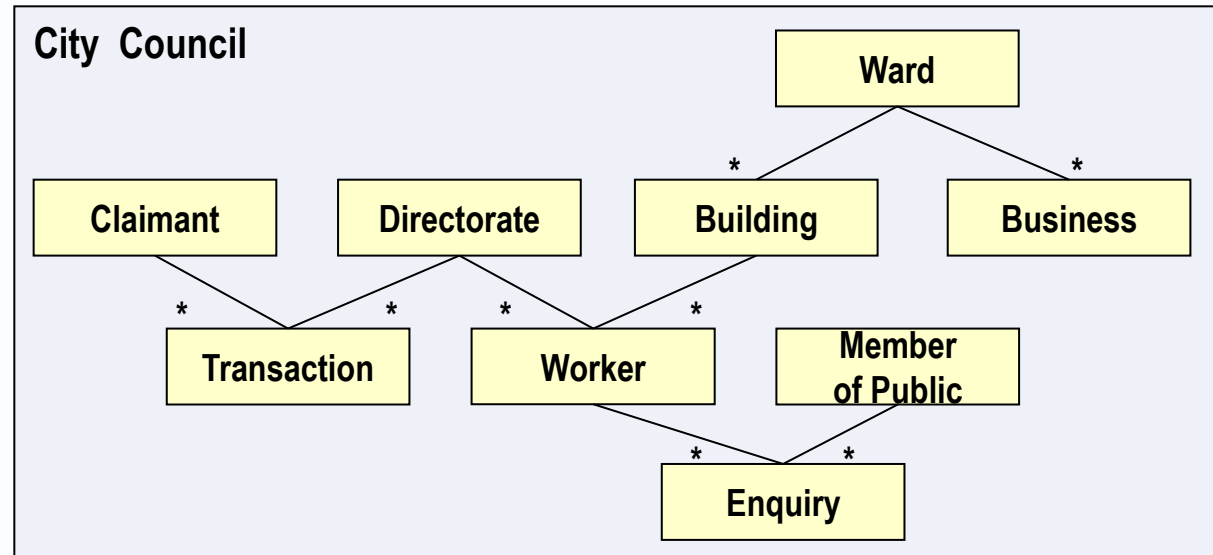 City Council
Ward
* *
Claimant Directorate Building Business
* * * *
Transaction Worker Member
of Public
* *
Enquiry